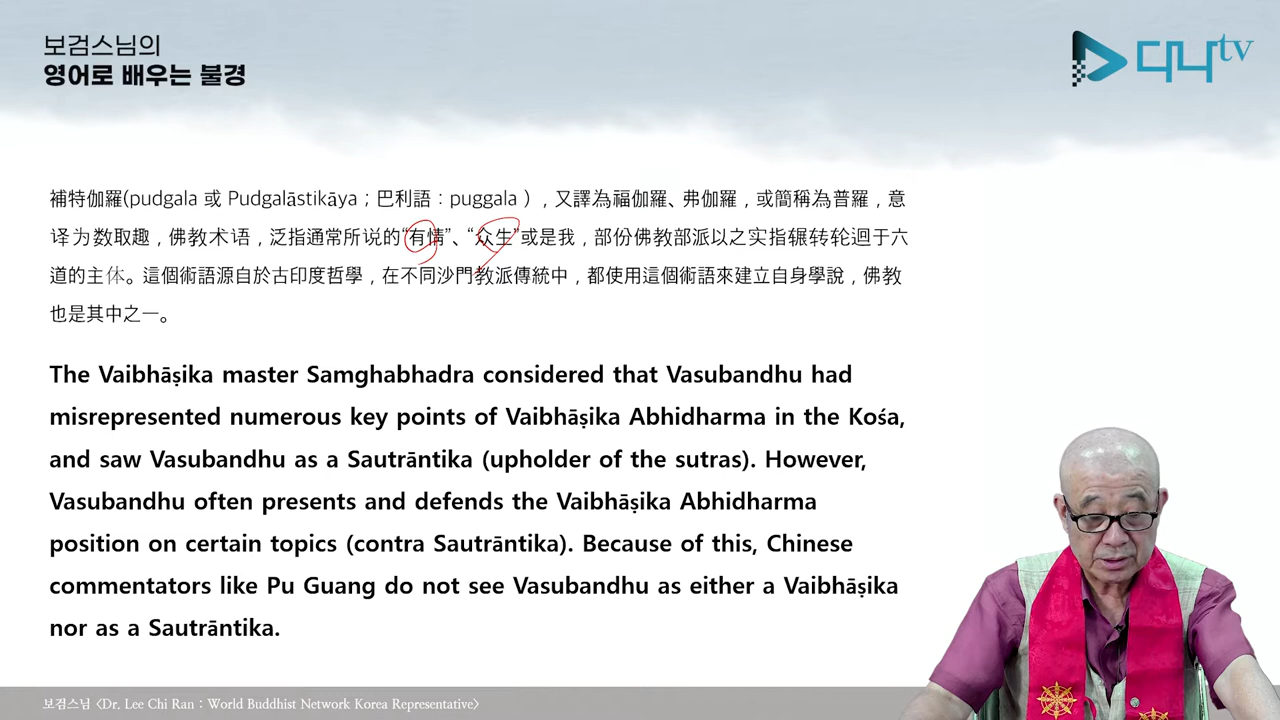 보검스님의
영어로 배우는 불경
다나tv
補特伽羅(pudgala 或 Pudgalāstikāya；巴利語：puggala ）, 又譯為福伽羅、弗伽羅，或簡稱為普羅，意
译为数取趣，佛教术语，泛指通常所说的“有情”、“众生”或是我，部份佛教部派以之实指辗转轮迴于六
道的主体。這個術語源自於古印度哲學，在不同沙門教派傳統中，都使用這個術語來建立自身學說，佛教
也是其中之一。
The Vaibhāṣika master Samghabhadra considered that Vasubandhu had
misrepresented numerous key points of Vaibhāṣika Abhidharma in the Kośa,
and saw Vasubandhu as a Sautrāntika (upholder of the sutras). However,
Vasubandhu often presents and defends the Vaibhāṣika Abhidharma
position on certain topics (contra Sautrāntika). Because of this, Chinese
commentators like Pu Guang do not see Vasubandhu as either a Vaibhāṣika
nor as a Sautrāntika.
보검스님 〈Dr. Lee Chi Ran : World Buddhist Network Korea Representative〉